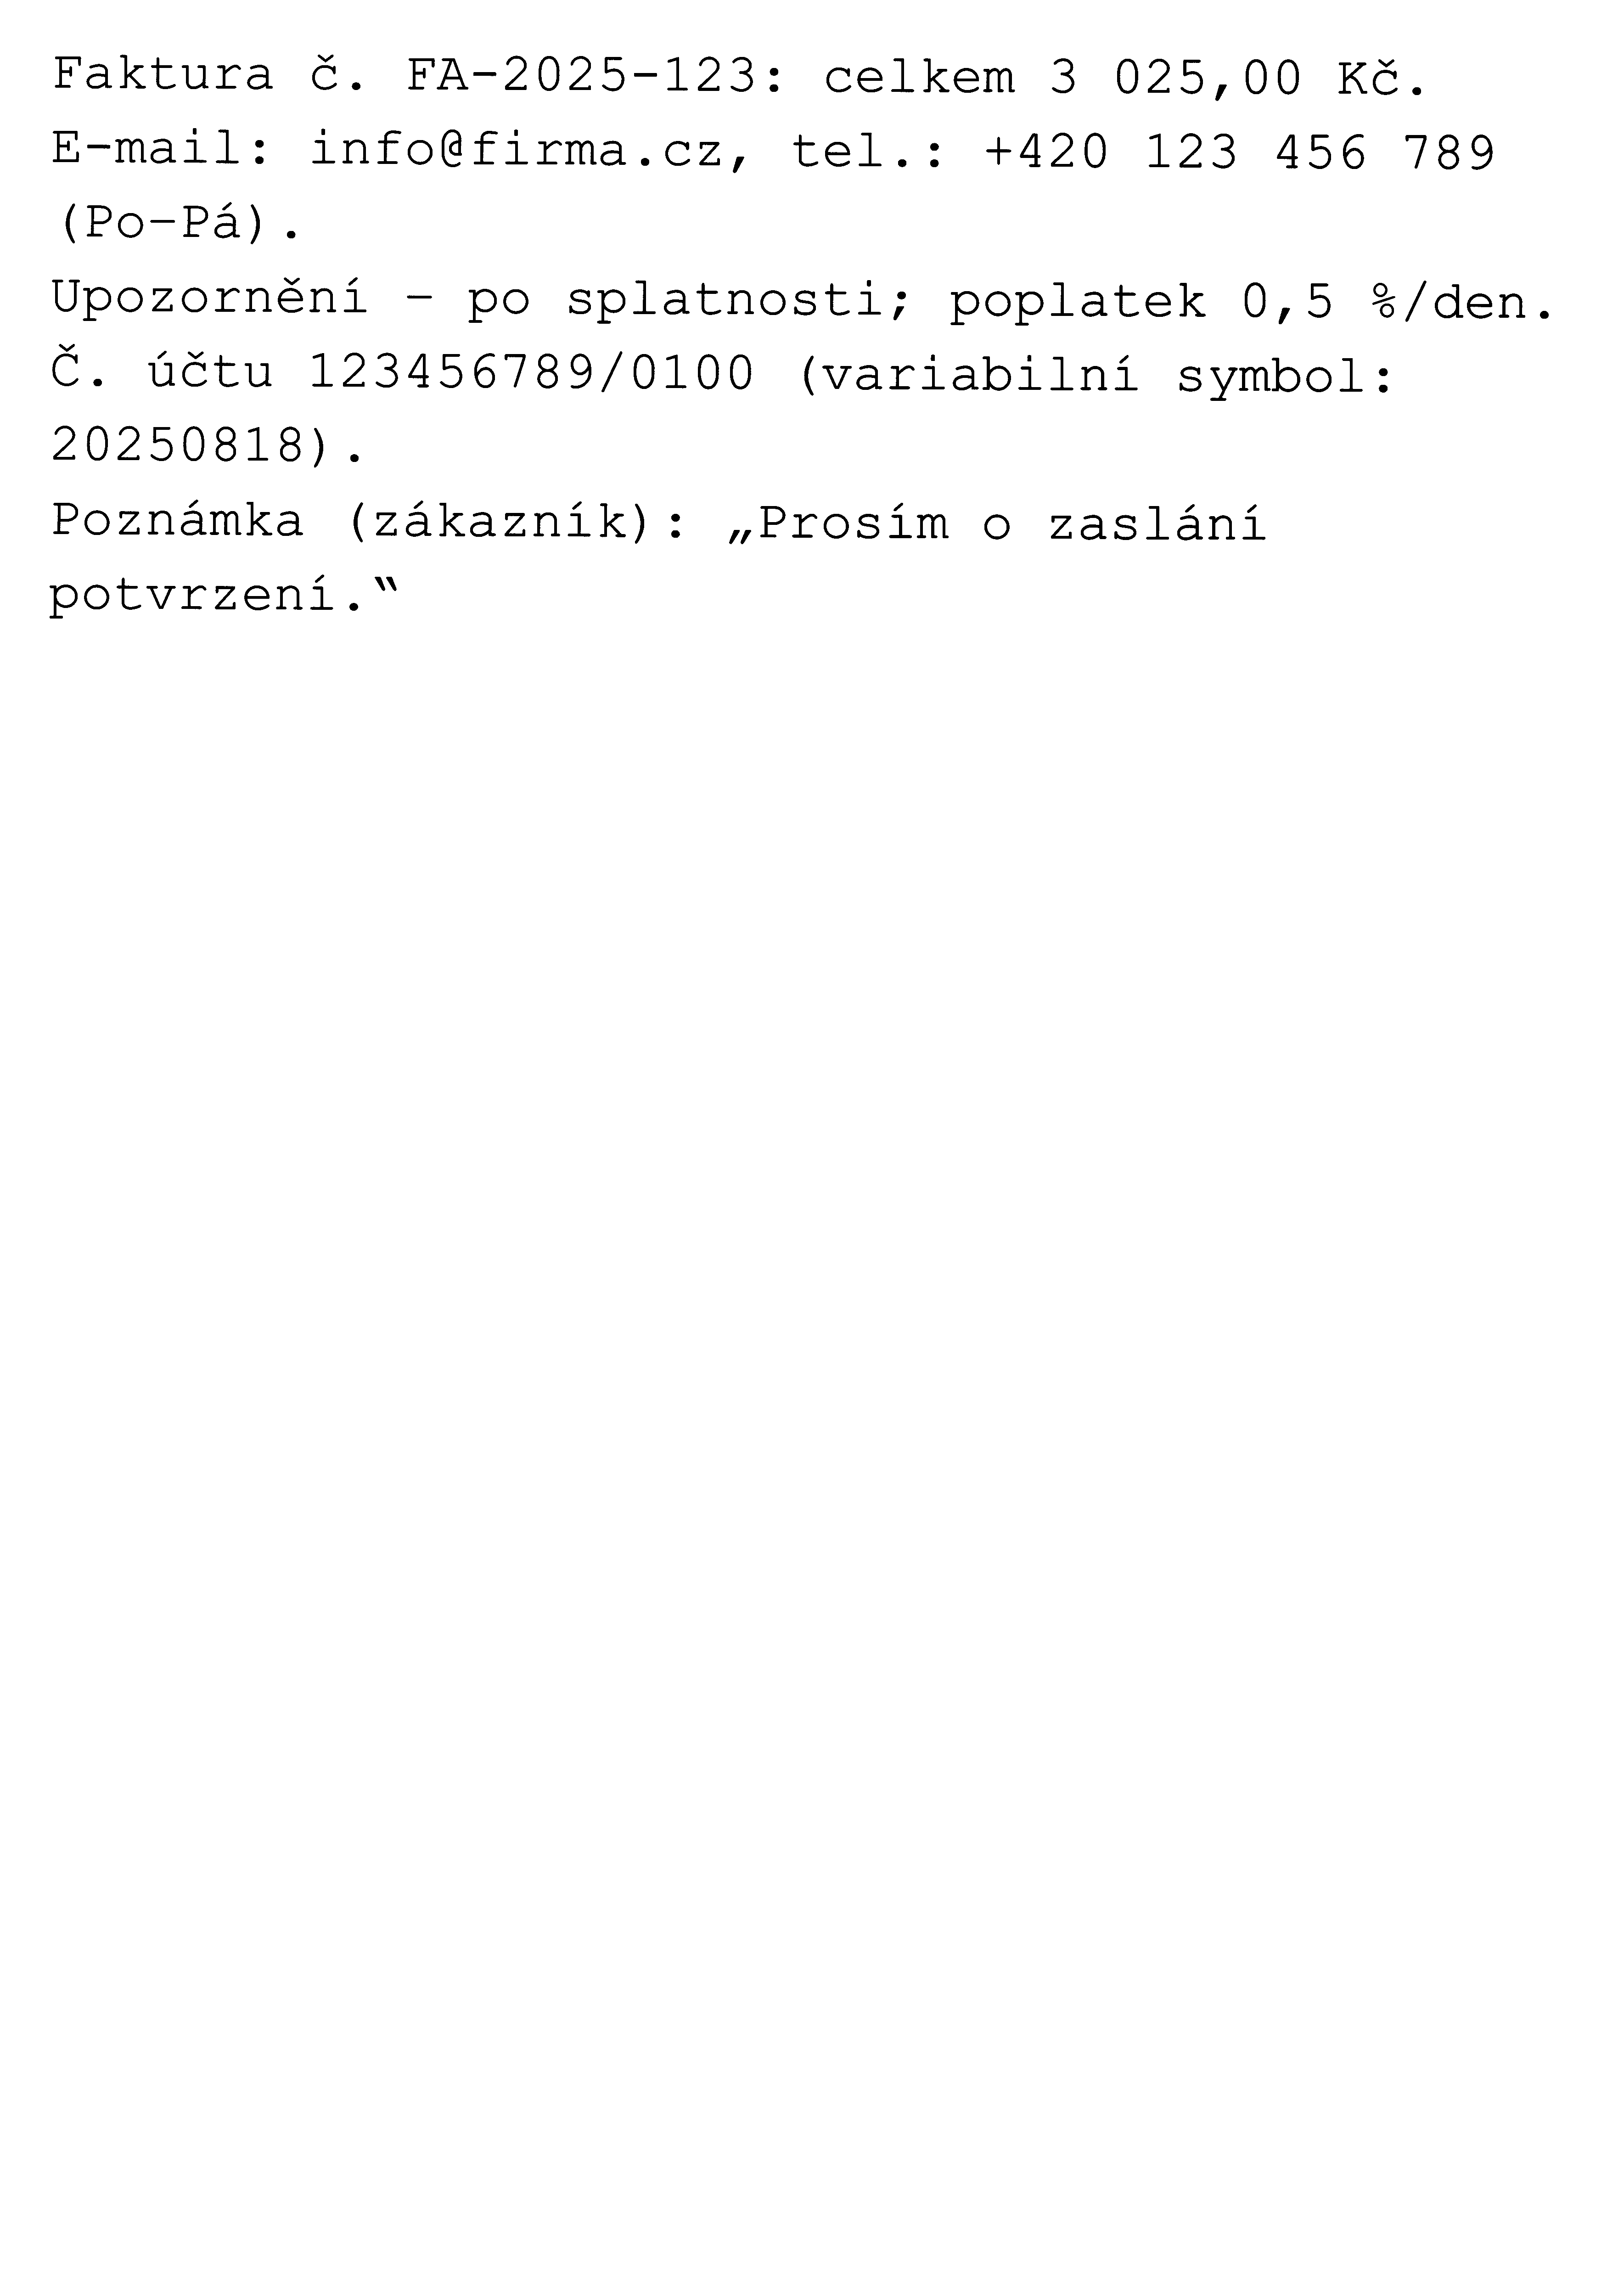 Faktura č. FA-2025-123: celkem 3 025,00 Kč.
E-mail: info@firma.cz, tel.: +420 123 456 789
(Po–Pá).
Upozornění – po splatnosti; poplatek 0,5 %/den.
Č. účtu 123456789/0100 (variabilní symbol:
20250818).
Poznámka (zákazník): „Prosím o zaslání
potvrzení.“